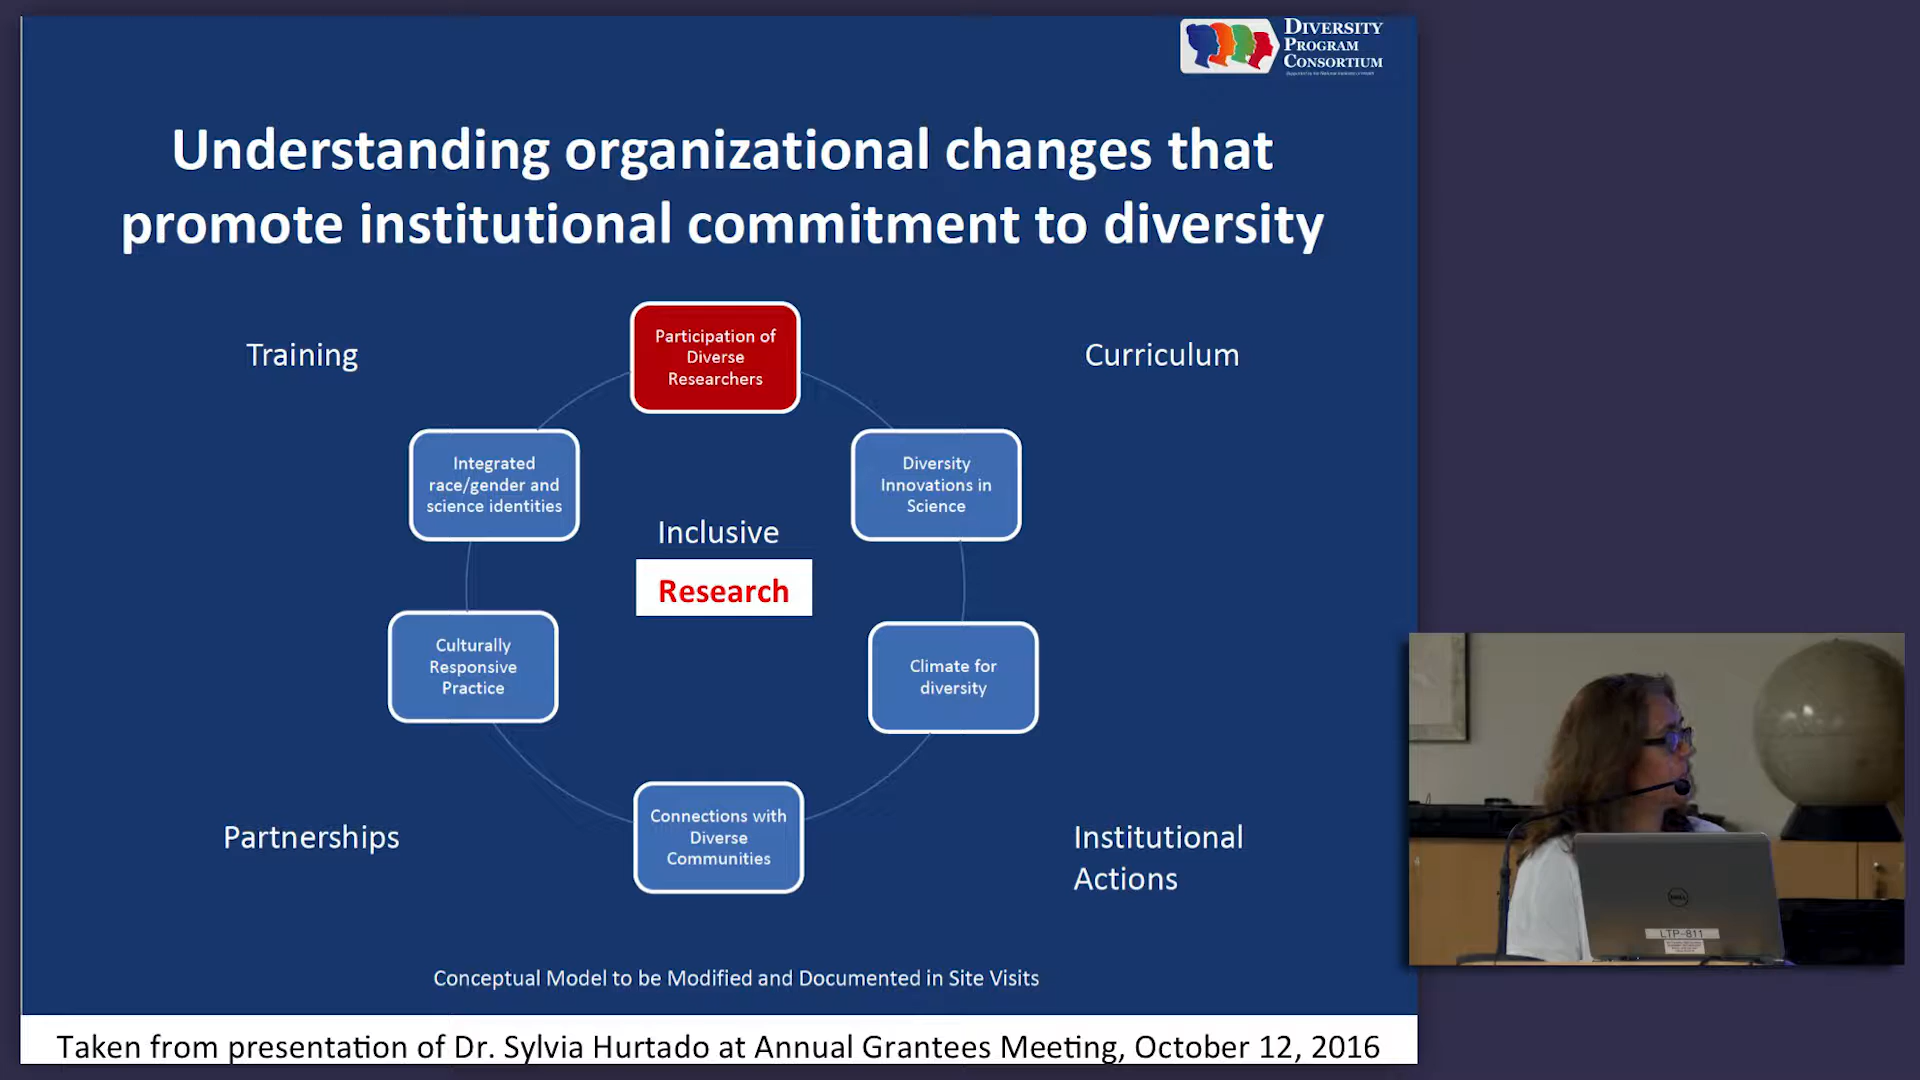 DIVERSITY
PROGRAM
CONSORTIUM
Understanding organizational changes that
promote institutional commitment to diversity
Training
Participation of
Diverse
Researchers
Curriculum
Integrated
race/gender and
science identities
Diversity
Innovations in
Science
Inclusive
Research
Culturally
Responsive
Practice
Climate for
diversity
Partnerships
Connections with
Diverse
Communities
Institutional
Actions
Conceptual Model to be Modified and Documented in Site Visits
Taken from presentation of Dr. Sylvia Hurtado at Annual Grantees Meeting, October 12, 2016
DELL
LTP-811